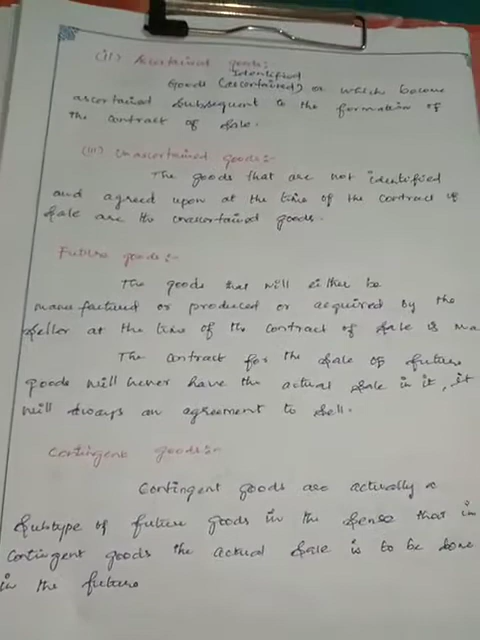 (ii) Ascertained goods:-
Identified
Goods (ascertained) or which become
ascertained subsequent to the formation of
the contract of sale.
(iii) Unascertained goods:-
The goods that are not identified
and agreed upon at the time of the contract of
sale are the unascertained goods.
Future goods:-
The goods that will either be
manufactured or produced or acquired by the
seller at the time of the contract of sale is ma
The contract for the sale of future
goods will never have the actual sale in it, it
will always an agreement to sell.
Contingent goods:-
Contingent goods are actually a
subtype of future goods in the sense that in
contingent goods the actual sale is to be done
in the future